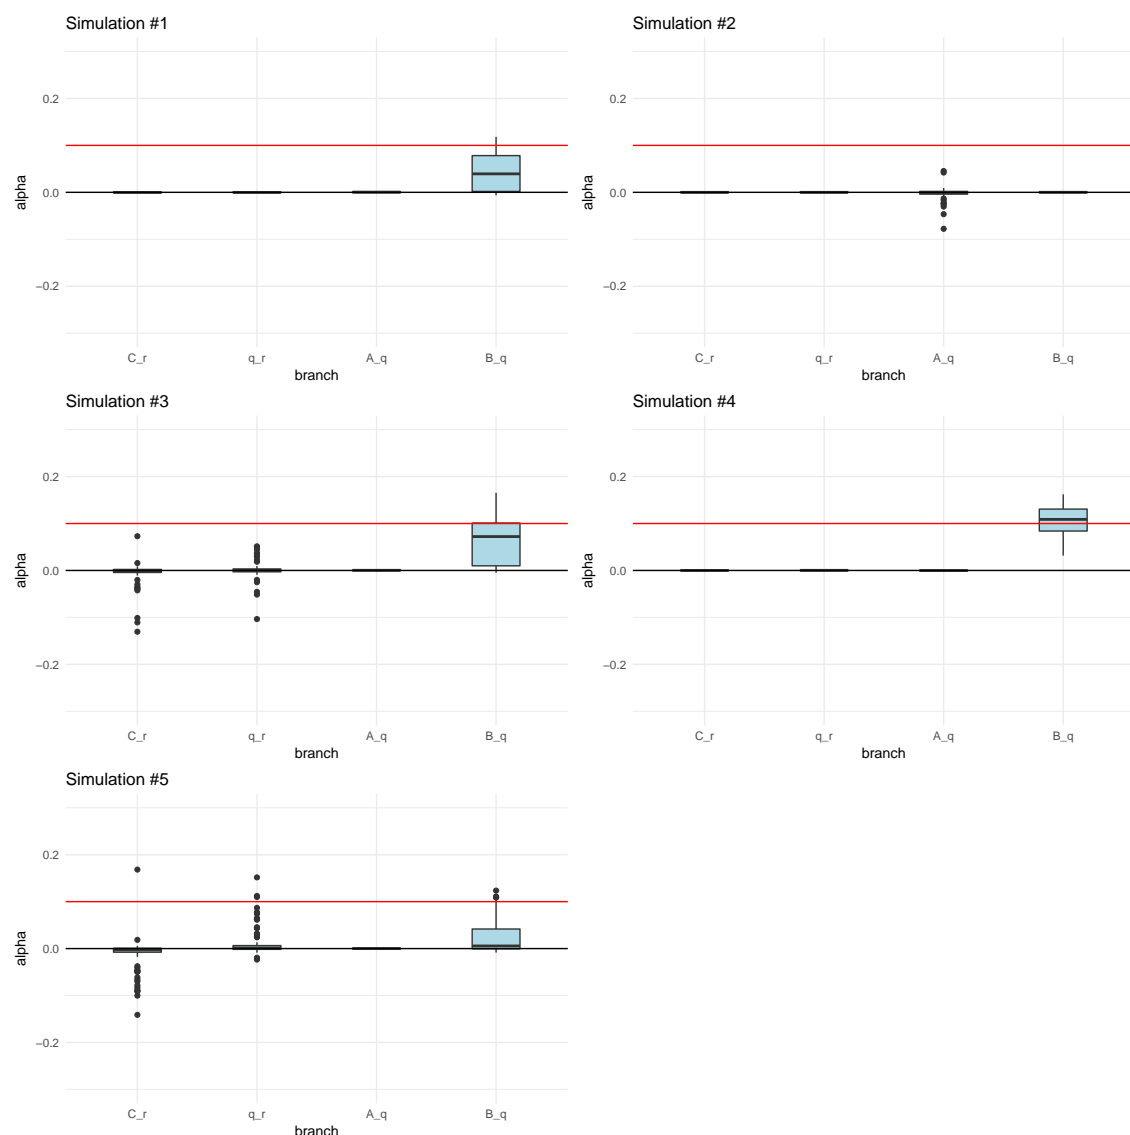 Simulation #1
0.2
0.0
−0.2
alpha
C_r q_r A_q B_q
branch
Simulation #2
0.2
0.0
−0.2
alpha
C_r q_r A_q B_q
branch
Simulation #3
0.2
0.0
−0.2
alpha
C_r q_r A_q B_q
branch
Simulation #4
0.2
0.0
−0.2
alpha
C_r q_r A_q B_q
branch
Simulation #5
0.2
0.0
−0.2
alpha
C_r q_r A_q B_q
branch